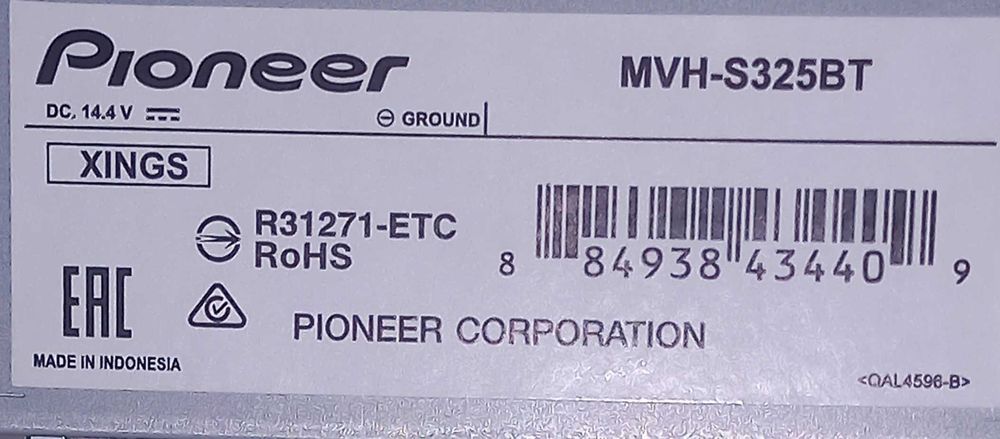 Pioneer
MVH-S325BT
DC, 14.4 V
⊖ GROUND
XINGS
R31271-ETC
RoHS
8 84938 43440 9
EAC
PIONEER CORPORATION
MADE IN INDONESIA
<QAL4596-B>